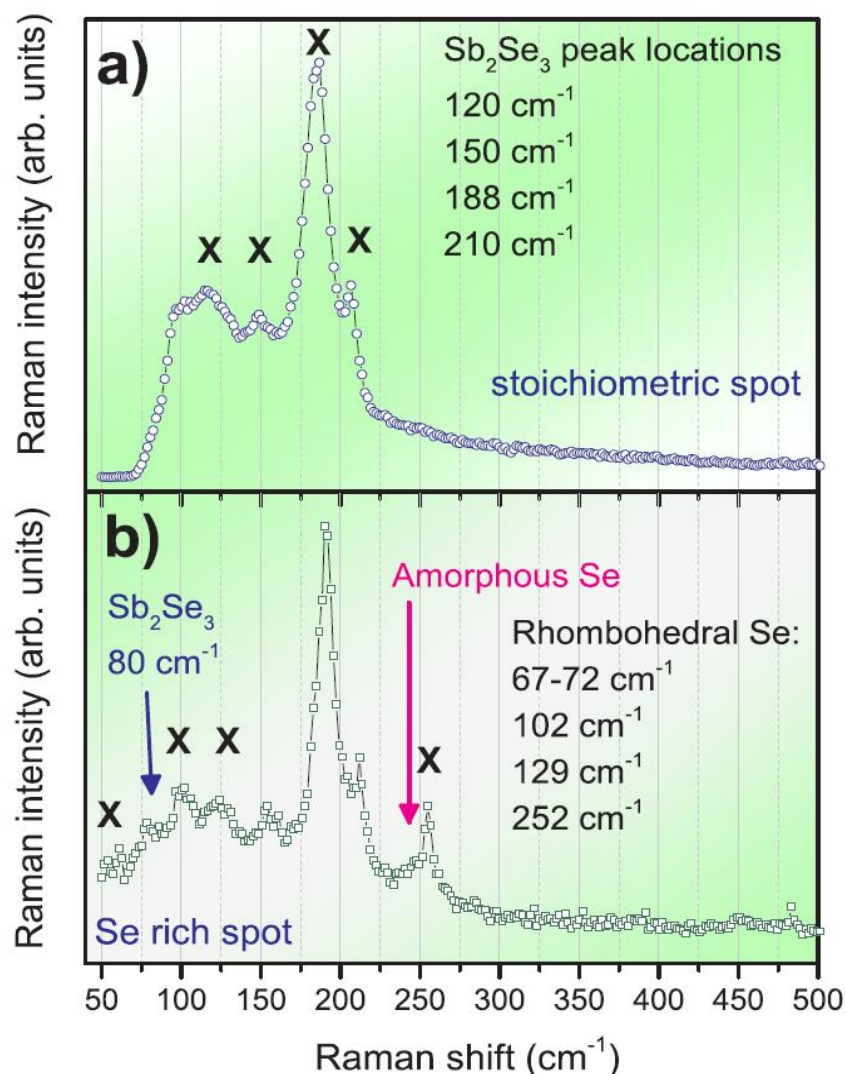 a)
X
Sb₂Se₃ peak locations
120 cm⁻¹
150 cm⁻¹
188 cm⁻¹
210 cm⁻¹
X X X
stoichiometric spot
Raman intensity (arb. units)
b)
Amorphous Se
Sb₂Se₃
80 cm⁻¹
Rhombohedral Se:
67-72 cm⁻¹
102 cm⁻¹
129 cm⁻¹
252 cm⁻¹
X X X X
Se rich spot
Raman intensity (arb. units)
50 100 150 200 250 300 350 400 450 500
Raman shift (cm⁻¹)